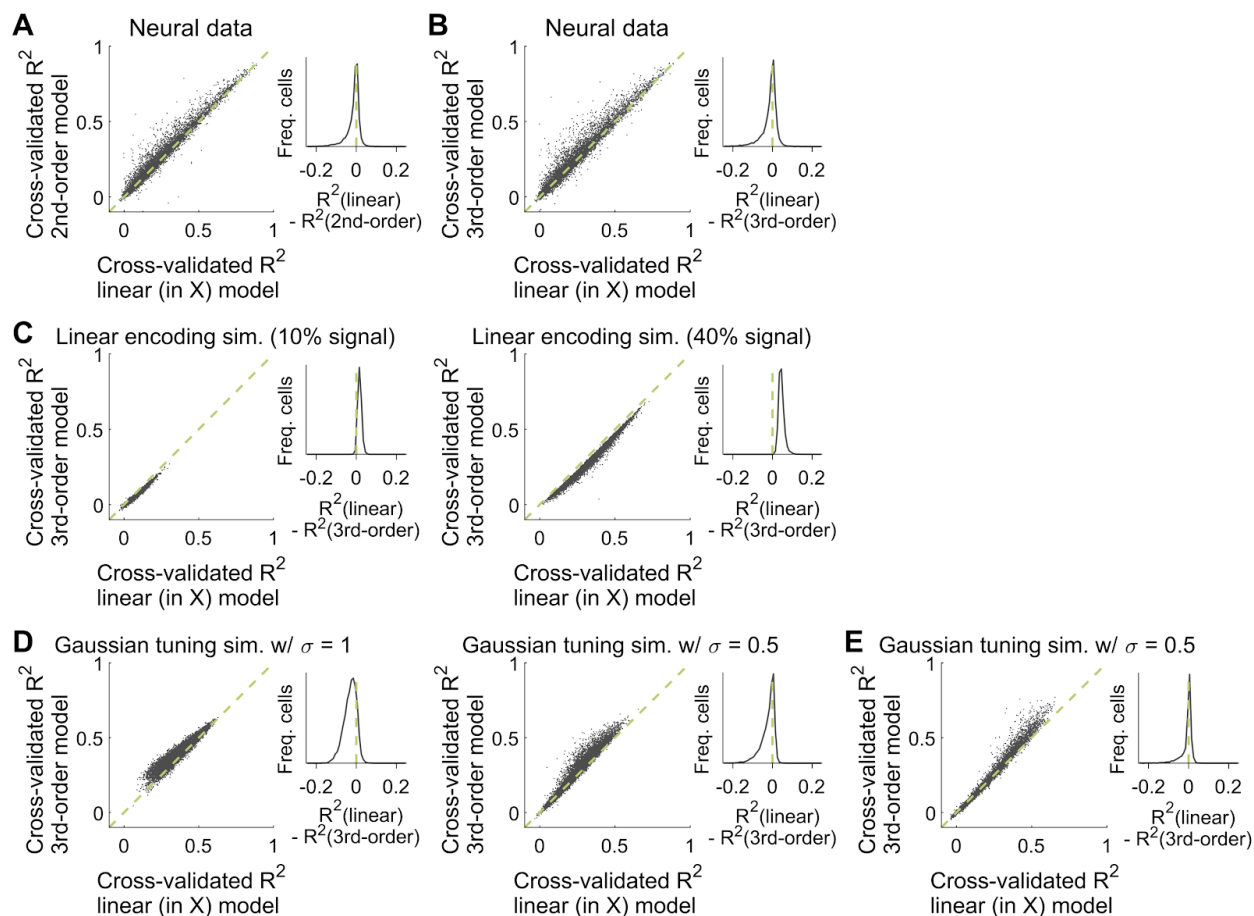 A
Neural data
Cross-validated R²
2nd-order model
1
0.5
0
0
0.5
1
Cross-validated R²
linear (in X) model
Freq. cells
-0.2
0
0.2
R²(linear)
- R²(2nd-order)
B
Neural data
Cross-validated R²
3rd-order model
1
0.5
0
0
0.5
1
Cross-validated R²
linear (in X) model
Freq. cells
-0.2
0
0.2
R²(linear)
- R²(3rd-order)
C
Linear encoding sim. (10% signal)
Cross-validated R²
3rd-order model
1
0.5
0
0
0.5
1
Cross-validated R²
linear (in X) model
Freq. cells
-0.2
0
0.2
R²(linear)
- R²(3rd-order)
Linear encoding sim. (40% signal)
Cross-validated R²
3rd-order model
1
0.5
0
0
0.5
1
Cross-validated R²
linear (in X) model
Freq. cells
-0.2
0
0.2
R²(linear)
- R²(3rd-order)
D
Gaussian tuning sim. w/ σ = 1
Cross-validated R²
3rd-order model
1
0.5
0
0
0.5
1
Cross-validated R²
linear (in X) model
Freq. cells
-0.2
0
0.2
R²(linear)
- R²(3rd-order)
Gaussian tuning sim. w/ σ = 0.5
Cross-validated R²
3rd-order model
1
0.5
0
0
0.5
1
Cross-validated R²
linear (in X) model
Freq. cells
-0.2
0
0.2
R²(linear)
- R²(3rd-order)
E
Gaussian tuning sim. w/ σ = 0.5
Cross-validated R²
3rd-order model
1
0.5
0
0
0.5
1
Cross-validated R²
linear (in X) model
Freq. cells
-0.2
0
0.2
R²(linear)
- R²(3rd-order)